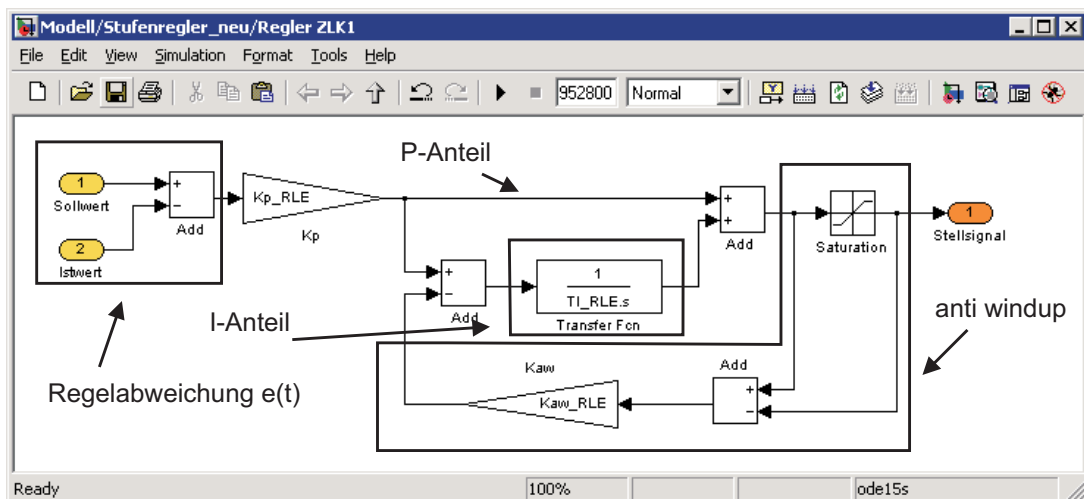 Modell/Stufenregler_neu/Regler ZLK1
File Edit View Simulation Format Tools Help
952800 Normal
P-Anteil
1
Sollwert
+
−
Add
Kp_RLE
Kp
2
Istwert
+
+
Add
Saturation
1
Stellsignal
+
−
Add
1
TI_RLE.s
Transfer Fcn
I-Anteil
anti windup
Regelabweichung e(t)
Kaw
Kaw_RLE
Add
+
−
Ready 100% ode15s